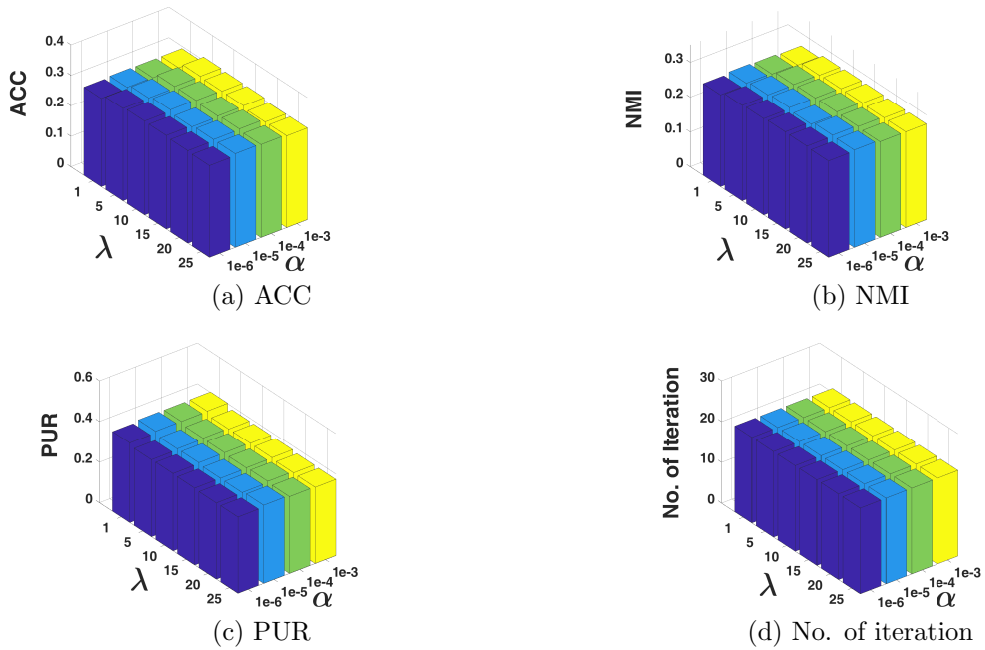 ACC
0.4
0.3
0.2
0.1
0
1
5
10
15
20
25
λ
1e-6
1e-5
1e-4
1e-3
α
(a) ACC
NMI
0.3
0.2
0.1
0
1
5
10
15
20
25
λ
1e-6
1e-5
1e-4
1e-3
α
(b) NMI
PUR
0.6
0.4
0.2
0
1
5
10
15
20
25
λ
1e-6
1e-5
1e-4
1e-3
α
(c) PUR
No. of Iteration
30
20
10
0
1
5
10
15
20
25
λ
1e-6
1e-5
1e-4
1e-3
α
(d) No. of iteration